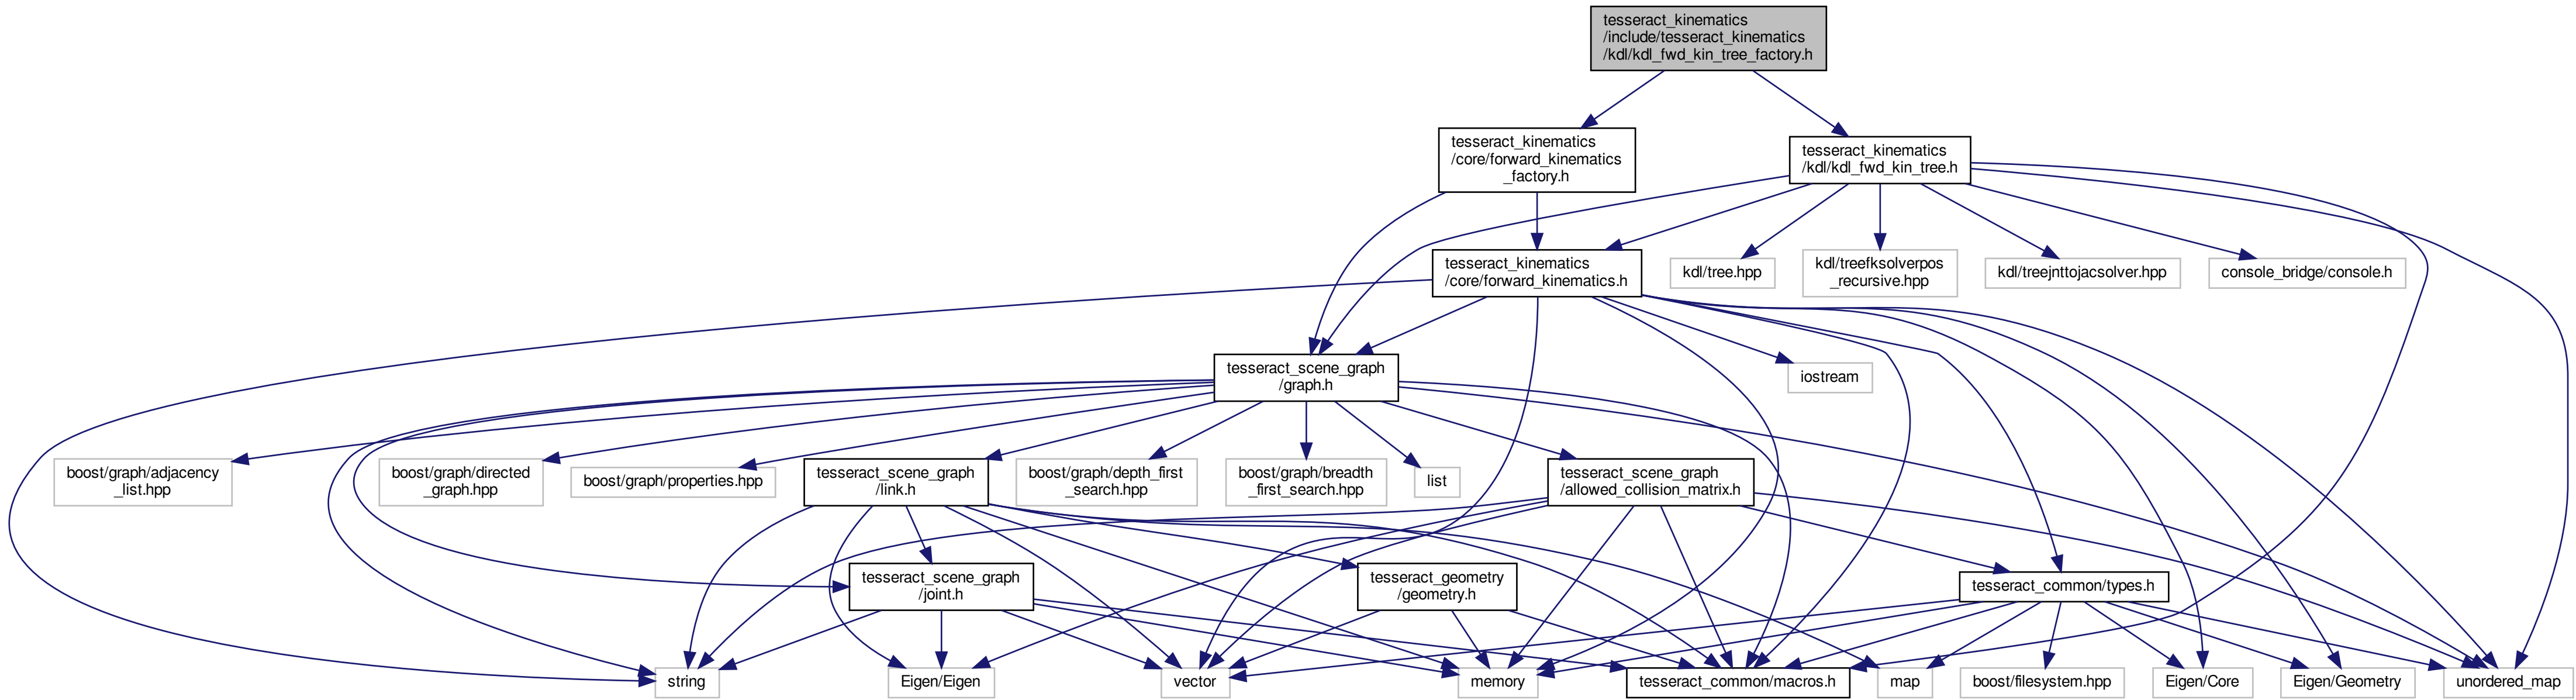 tesseract_kinematics
/include/tesseract_kinematics
/kdl/kdl_fwd_kin_tree_factory.h
tesseract_kinematics
/core/forward_kinematics
_factory.h
tesseract_kinematics
/kdl/kdl_fwd_kin_tree.h
tesseract_kinematics
/core/forward_kinematics.h
kdl/tree.hpp
kdl/treefksolverpos
_recursive.hpp
kdl/treejnttojacsolver.hpp
console_bridge/console.h
tesseract_scene_graph
/graph.h
iostream
boost/graph/adjacency
_list.hpp
boost/graph/directed
_graph.hpp
boost/graph/properties.hpp
tesseract_scene_graph
/link.h
boost/graph/depth_first
_search.hpp
boost/graph/breadth
_first_search.hpp
list
tesseract_scene_graph
/allowed_collision_matrix.h
tesseract_scene_graph
/joint.h
tesseract_geometry
/geometry.h
tesseract_common/types.h
string
Eigen/Eigen
vector
memory
tesseract_common/macros.h
map
boost/filesystem.hpp
Eigen/Core
Eigen/Geometry
unordered_map